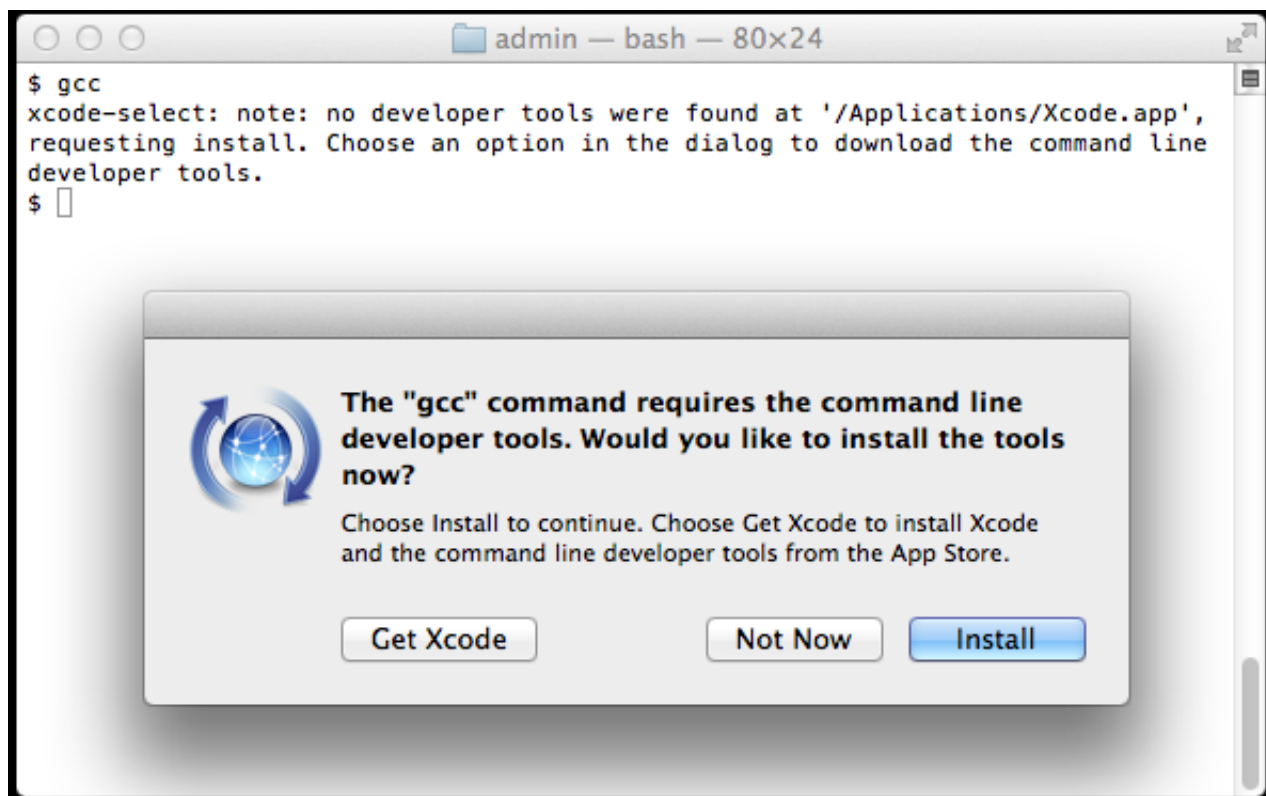 admin — bash — 80×24
$ gcc
xcode-select: note: no developer tools were found at '/Applications/Xcode.app',
requesting install. Choose an option in the dialog to download the command line
developer tools.
$
The "gcc" command requires the command line
developer tools. Would you like to install the tools
now?
Choose Install to continue. Choose Get Xcode to install Xcode
and the command line developer tools from the App Store.
Get Xcode Not Now Install